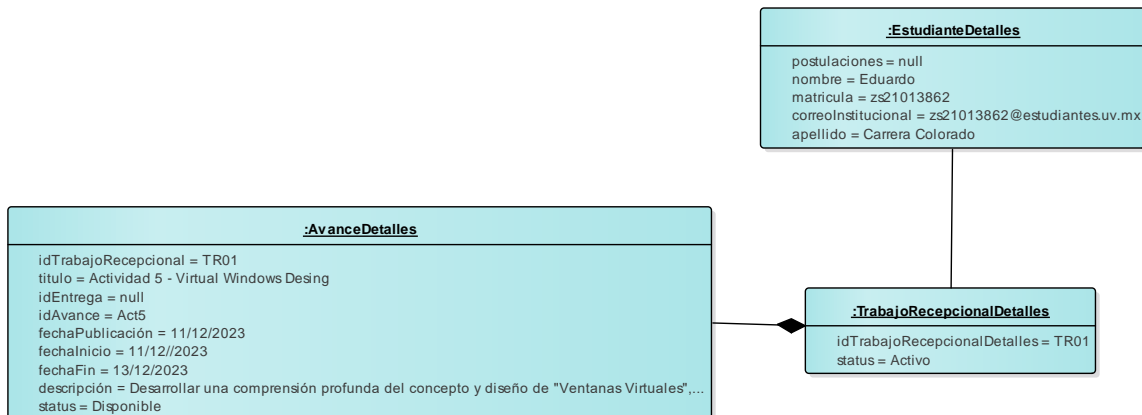 :EstudianteDetalles
postulaciones = null
nombre = Eduardo
matricula = zs21013862
correoInstitucional = zs21013862@estudiantes.uv.mx
apellido = Carrera Colorado
:AvanceDetalles
idTrabajoRecepcional = TR01
titulo = Actividad 5 - Virtual Windows Desing
idEntrega = null
idAvance = Act5
fechaPublicación = 11/12/2023
fechaInicio = 11/12//2023
fechaFin = 13/12/2023
descripción = Desarrollar una comprensión profunda del concepto y diseño de "Ventanas Virtuales",...
status = Disponible
:TrabajoRecepcionalDetalles
idTrabajoRecepcionalDetalles = TR01
status = Activo